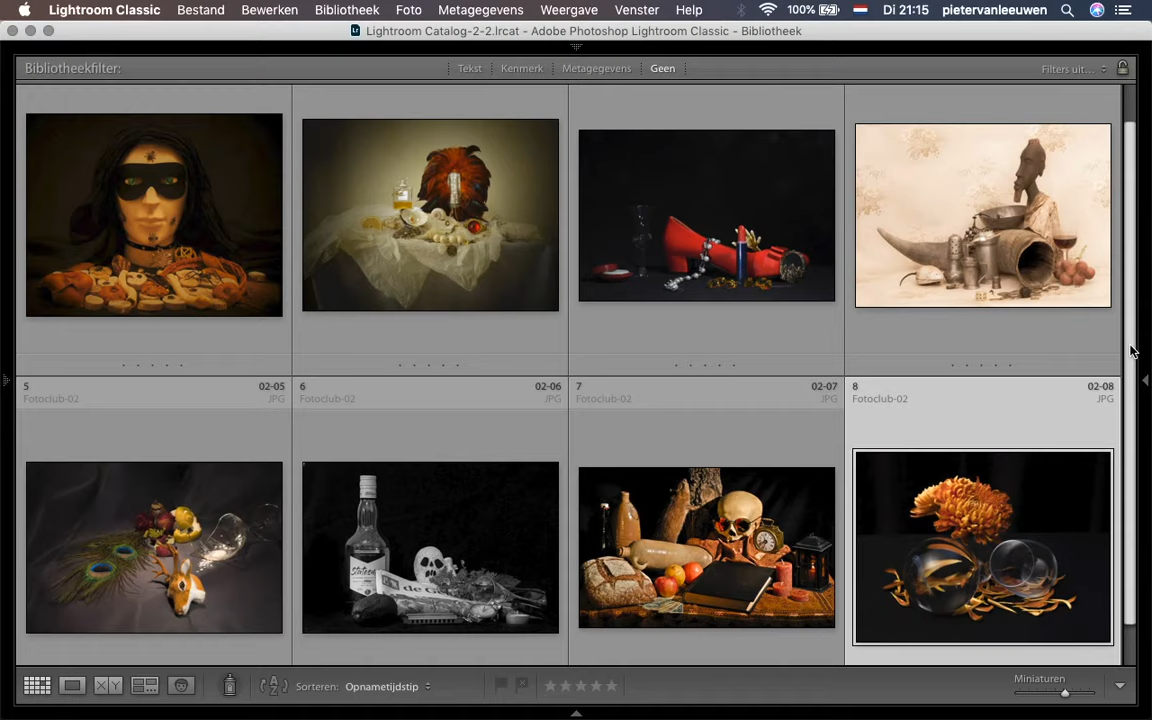 Lightroom Classic Bestand Bewerken Bibliotheek Foto Metagegevens Weergave Venster Help 100% Di 21:15 pietervanleeuwen
Lightroom Catalog-2-2.lrcat - Adobe Photoshop Lightroom Classic - Bibliotheek
Bibliotheekfilter: Tekst Kenmerk Metagegevens Geen Filters uit...
5 02-05 6 02-06 7 02-07 8 02-08
Fotoclub-02 JPG Fotoclub-02 JPG Fotoclub-02 JPG Fotoclub-02 JPG
de G
XY Sorteren: Opnametijdstip Miniaturen